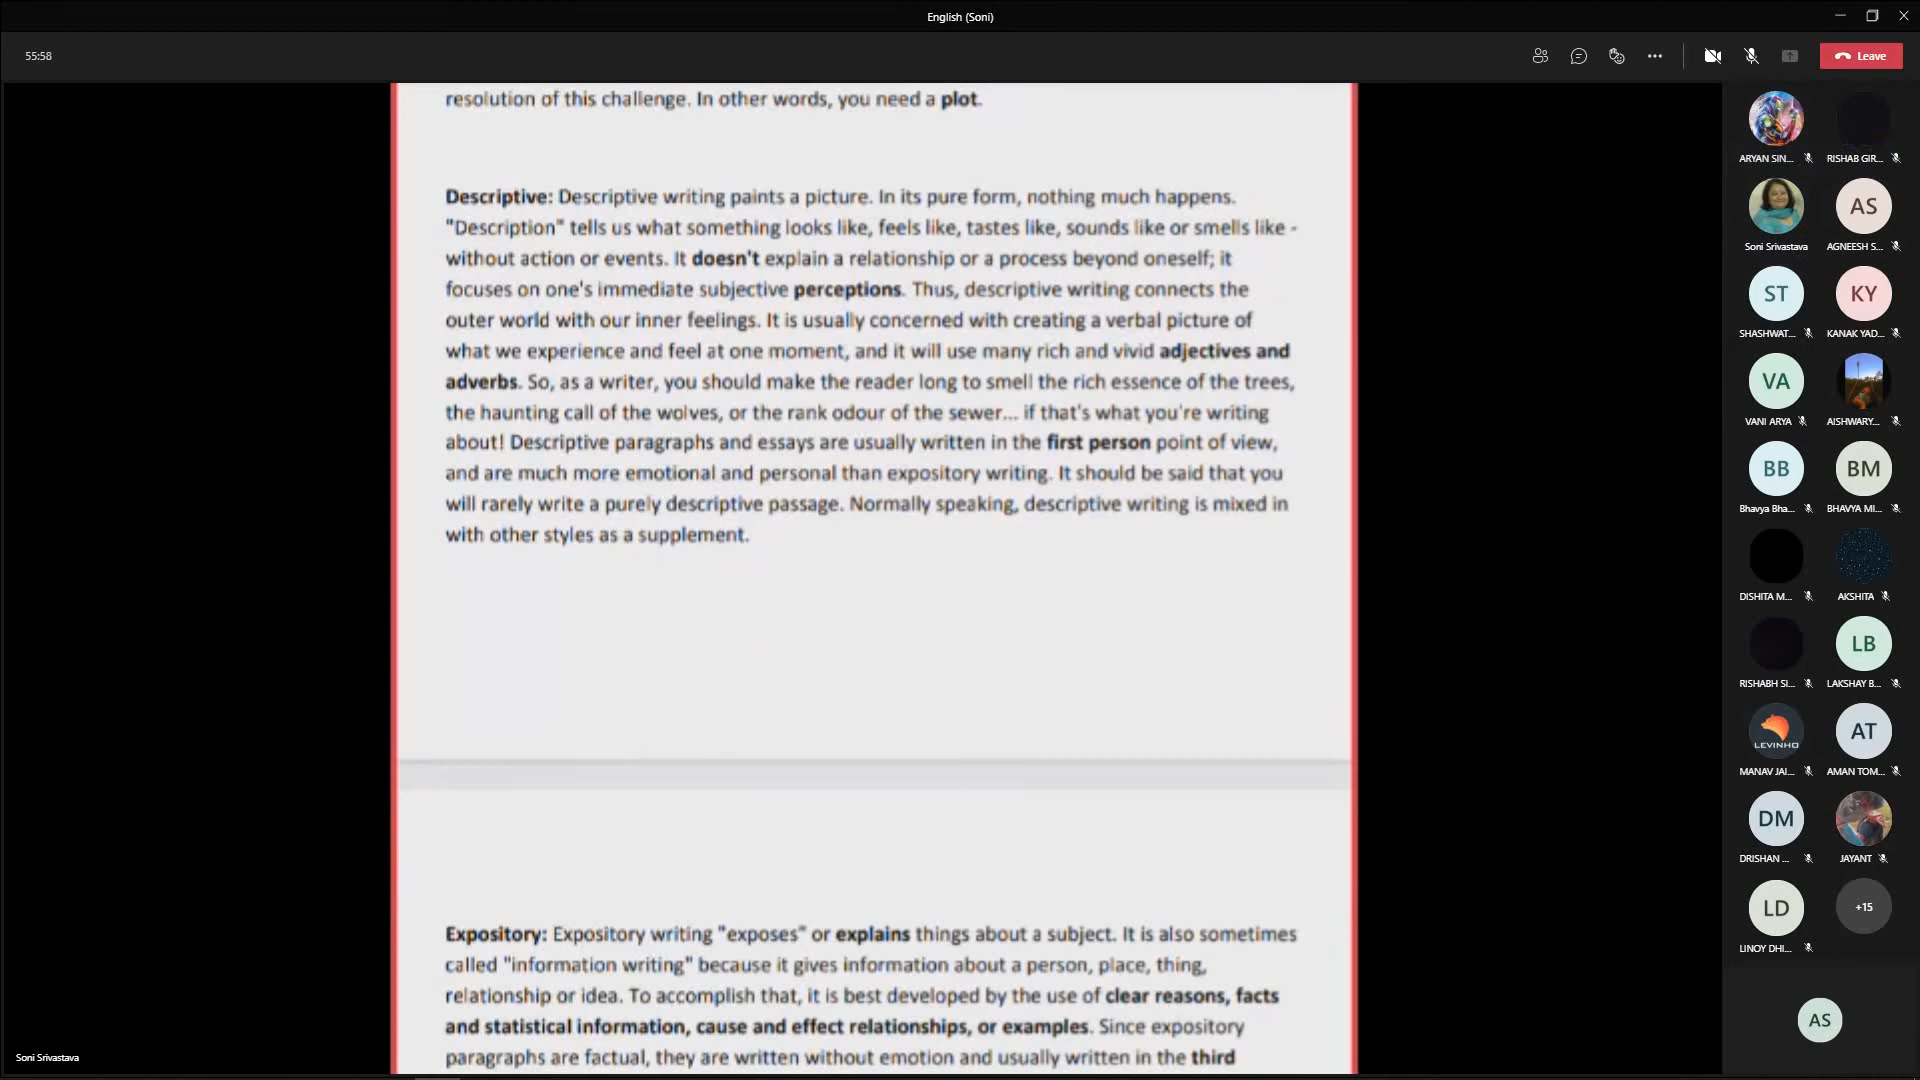 English (Soni)
55:58
Leave
resolution of this challenge. In other words, you need a plot.
Descriptive: Descriptive writing paints a picture. In its pure form, nothing much happens.
"Description" tells us what something looks like, feels like, tastes like, sounds like or smells like -
without action or events. It doesn't explain a relationship or a process beyond oneself; it
focuses on one's immediate subjective perceptions. Thus, descriptive writing connects the
outer world with our inner feelings. It is usually concerned with creating a verbal picture of
what we experience and feel at one moment, and it will use many rich and vivid adjectives and
adverbs. So, as a writer, you should make the reader long to smell the rich essence of the trees,
the haunting call of the wolves, or the rank odour of the sewer... if that's what you're writing
about! Descriptive paragraphs and essays are usually written in the first person point of view,
and are much more emotional and personal than expository writing. It should be said that you
will rarely write a purely descriptive passage. Normally speaking, descriptive writing is mixed in
with other styles as a supplement.
Expository: Expository writing "exposes" or explains things about a subject. It is also sometimes
called "information writing" because it gives information about a person, place, thing,
relationship or idea. To accomplish that, it is best developed by the use of clear reasons, facts
and statistical information, cause and effect relationships, or examples. Since expository
paragraphs are factual, they are written without emotion and usually written in the third
Soni Srivastava
ARYAN SIN... RISHAB GIR...
AS
Soni Srivastava AGNEESH S...
ST KY
SHASHWAT... KANAK YAD...
VA
VANI ARYA AISHWARY...
BB BM
Bhavya Bha... BHAVYA MI...
DISHITA M... AKSHITA
LB
RISHABH SI... LAKSHAY B...
LEVINHO AT
MANAV JAI... AMAN TOM...
DM
DRISHAN ... JAYANT
LD +15
LINOY DHI...
AS